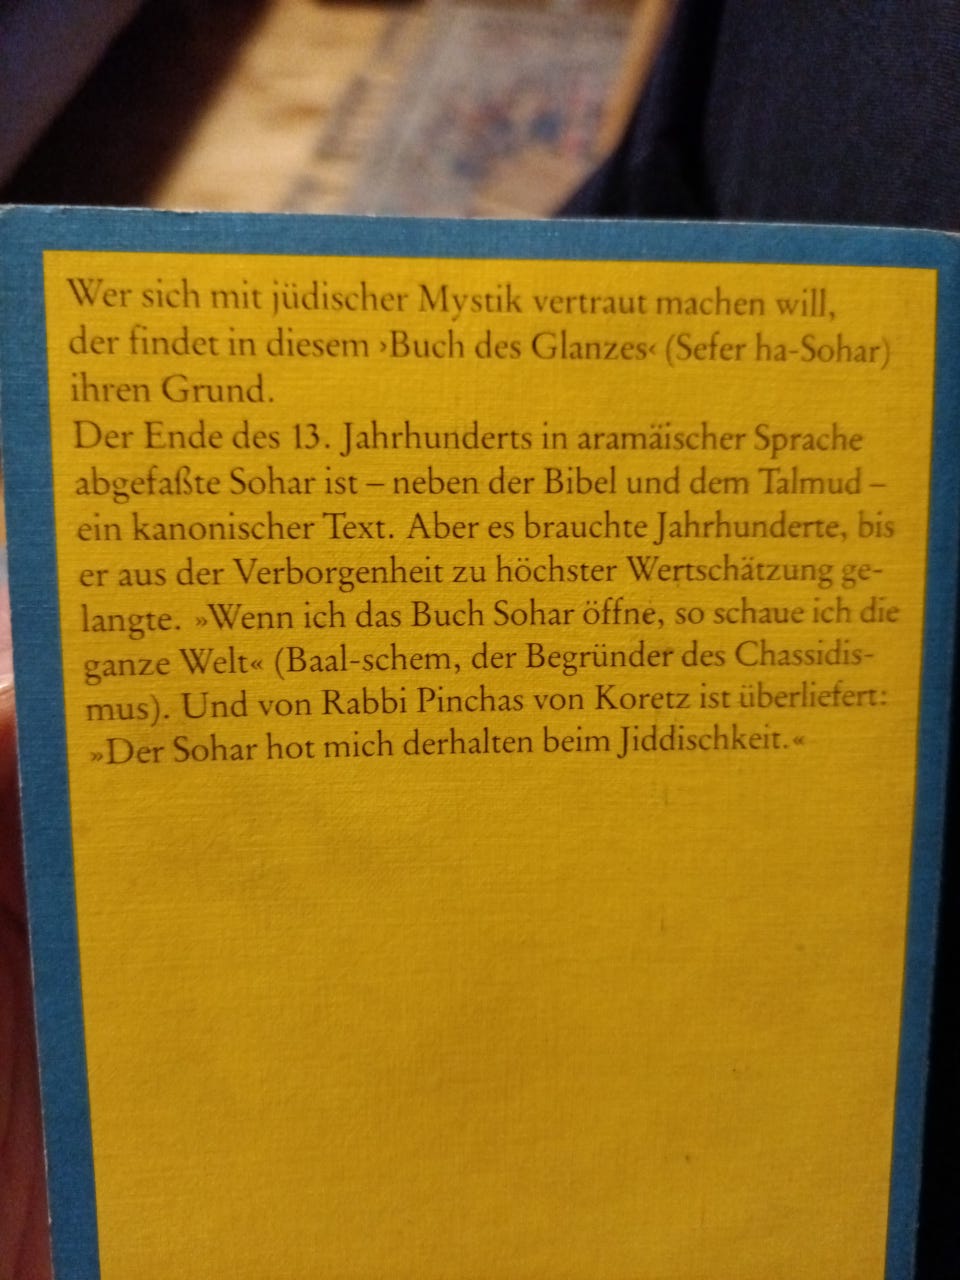 Wer sich mit jüdischer Mystik vertraut machen will,
der findet in diesem ›Buch des Glanzes‹ (Sefer ha-Sohar)
ihren Grund.
Der Ende des 13. Jahrhunderts in aramäischer Sprache
abgefaßte Sohar ist – neben der Bibel und dem Talmud –
ein kanonischer Text. Aber es brauchte Jahrhunderte, bis
er aus der Verborgenheit zu höchster Wertschätzung ge-
langte. »Wenn ich das Buch Sohar öffne, so schaue ich die
ganze Welt« (Baal-schem, der Begründer des Chassidis-
mus). Und von Rabbi Pinchas von Koretz ist überliefert:
»Der Sohar hot mich derhalten beim Jiddischkeit.«